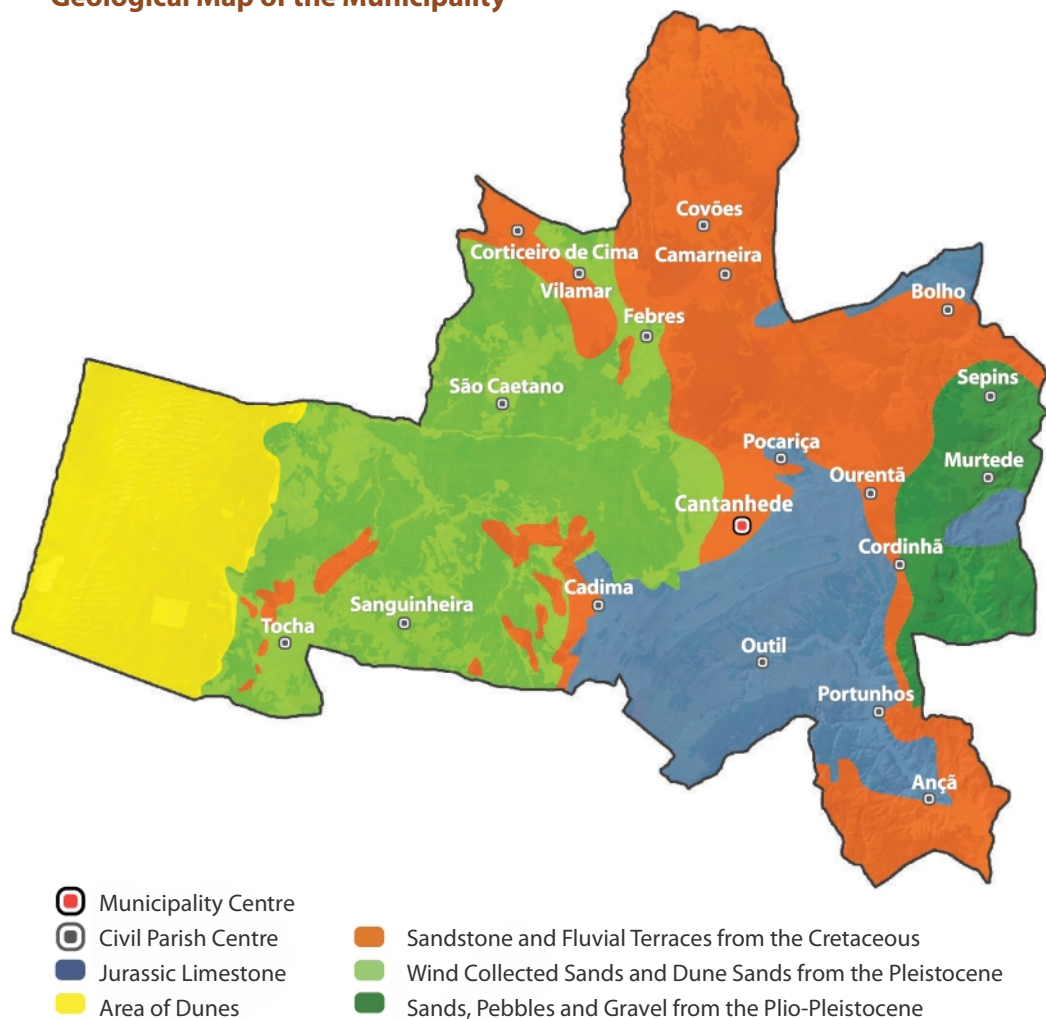 Geological Map of the Municipality
Covões
Corticeiro de Cima
Camarneira
Vilamar
Bolho
Febres
Sepins
São Caetano
Pocariça
Murtede
Ourentã
Cantanhede
Cordinhã
Cadima
Sanguinheira
Tocha
Outil
Portunhos
Ançã
Municipality Centre
Civil Parish Centre
Jurassic Limestone
Area of Dunes
Sandstone and Fluvial Terraces from the Cretaceous
Wind Collected Sands and Dune Sands from the Pleistocene
Sands, Pebbles and Gravel from the Plio-Pleistocene